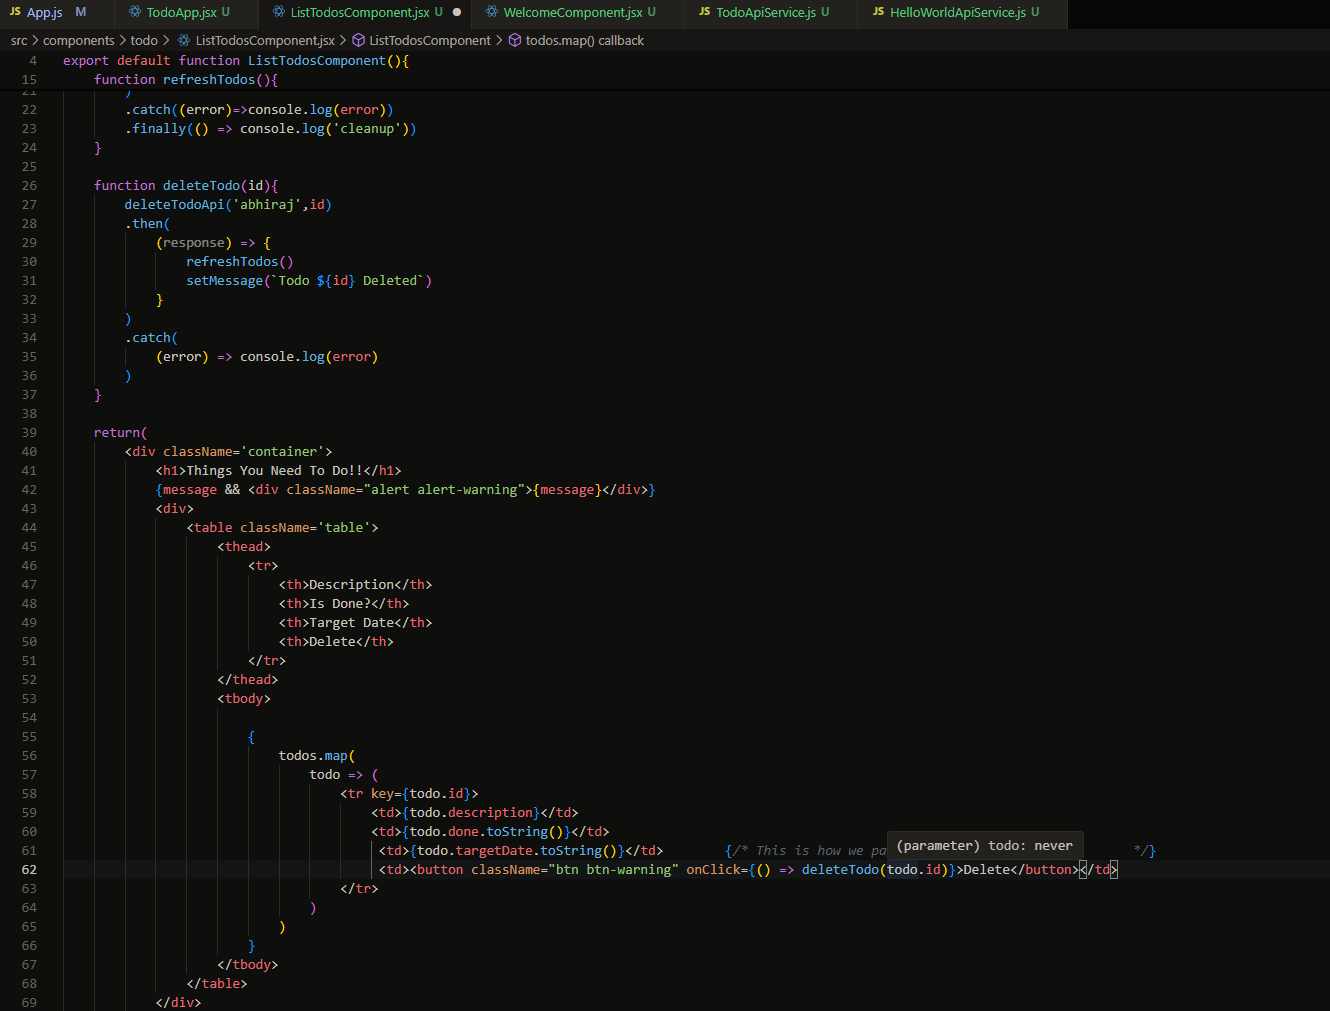 JS App.js M TodoApp.jsx U ListTodosComponent.jsx U ● WelcomeComponent.jsx U JS TodoApiService.js U JS HelloWorldApiService.js U
src > components > todo > ListTodosComponent.jsx > ListTodosComponent > todos.map() callback
4 export default function ListTodosComponent(){
15 function refreshTodos(){
21 )
22 .catch((error)=>console.log(error))
23 .finally(() => console.log('cleanup'))
24 }
25
26 function deleteTodo(id){
27 deleteTodoApi('abhiraj',id)
28 .then(
29 (response) => {
30 refreshTodos()
31 setMessage(`Todo ${id} Deleted`)
32 }
33 )
34 .catch(
35 (error) => console.log(error)
36 )
37 }
38
39 return(
40 <div className='container'>
41 <h1>Things You Need To Do!!</h1>
42 {message && <div className="alert alert-warning">{message}</div>}
43 <div>
44 <table className='table'>
45 <thead>
46 <tr>
47 <th>Description</th>
48 <th>Is Done?</th>
49 <th>Target Date</th>
50 <th>Delete</th>
51 </tr>
52 </thead>
53 <tbody>
54
55 {
56 todos.map(
57 todo => (
58 <tr key={todo.id}>
59 <td>{todo.description}</td>
60 <td>{todo.done.toString()}</td>
61 <td>{todo.targetDate.toString()}</td> {/* This is how we pa (parameter) todo: never */}
62 <td><button className="btn btn-warning" onClick={() => deleteTodo(todo.id)}>Delete</button></td>
63 </tr>
64 )
65 )
66 }
67 </tbody>
68 </table>
69 </div>